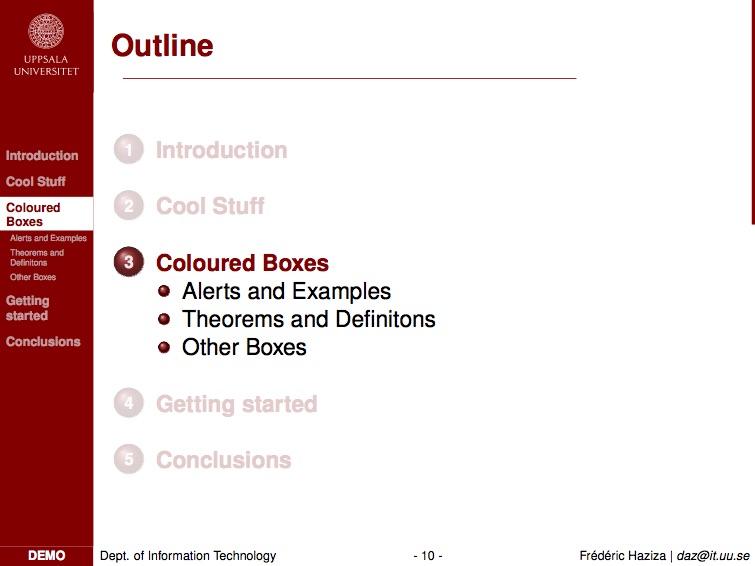 UPPSALA
UNIVERSITET
Outline
Introduction
Cool Stuff
Coloured
Boxes
Alerts and Examples
Theorems and
Definitons
Other Boxes
Getting
started
Conclusions
1 Introduction
2 Cool Stuff
3 Coloured Boxes
Alerts and Examples
Theorems and Definitons
Other Boxes
4 Getting started
5 Conclusions
DEMO
Dept. of Information Technology
- 10 -
Frédéric Haziza | daz@it.uu.se